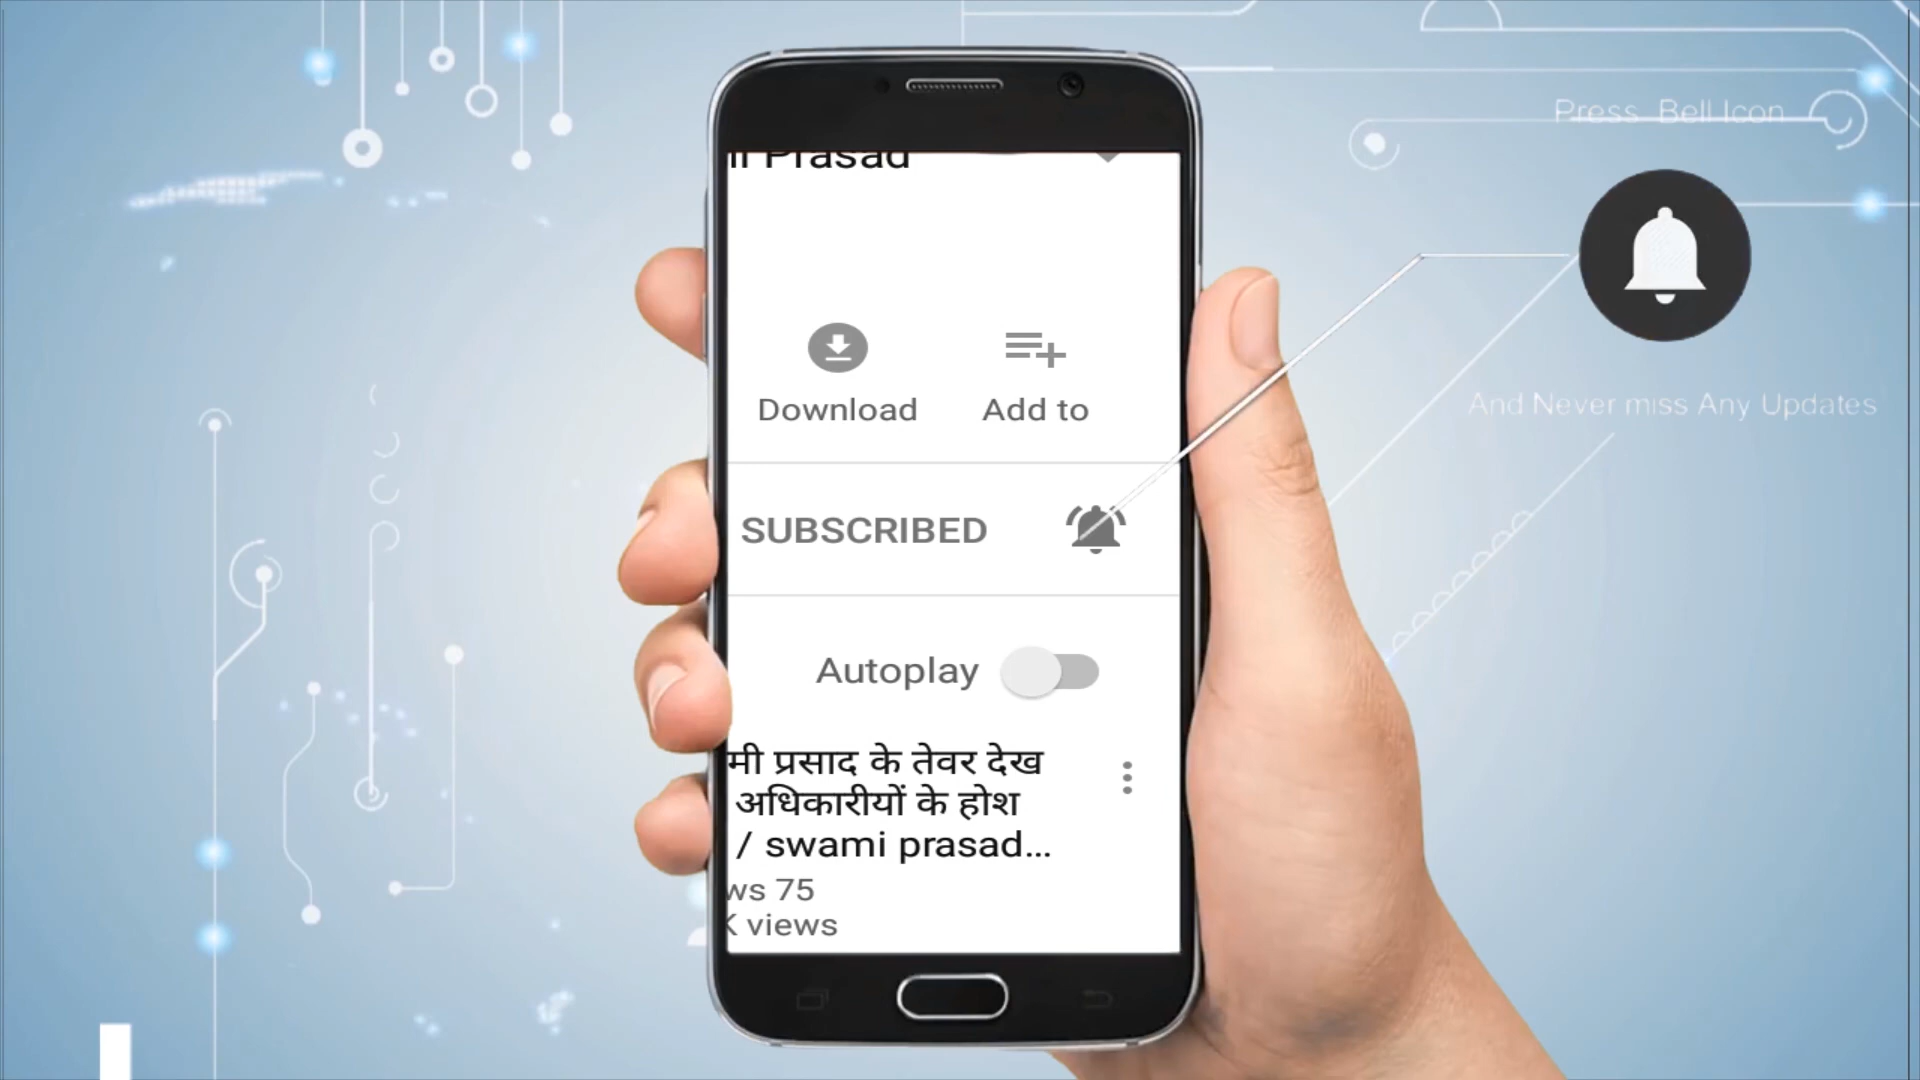 Prasad
Press Bell Icon
Download
Add to
And Never miss Any Updates
SUBSCRIBED
Autoplay
मी प्रसाद के तेवर देख
अधिकारीयों के होश
/ swami prasad...
ws 75
K views